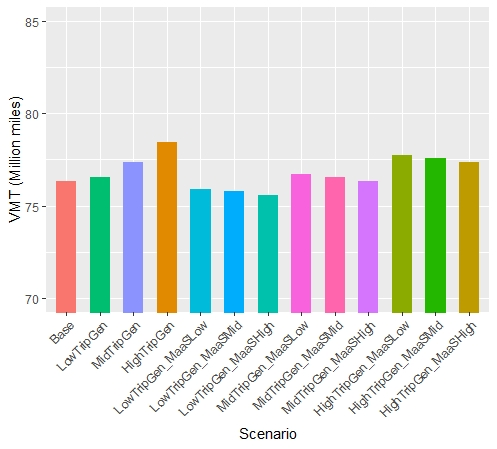 85
80
75
70
VMT (Million miles)
Base
LowTripGen
MidTripGen
HighTripGen
LowTripGen_MaaSLow
LowTripGen_MaaSMid
LowTripGen_MaaSHigh
MidTripGen_MaaSLow
MidTripGen_MaaSMid
MidTripGen_MaaSHigh
HighTripGen_MaaSLow
HighTripGen_MaaSMid
HighTripGen_MaaSHigh
Scenario